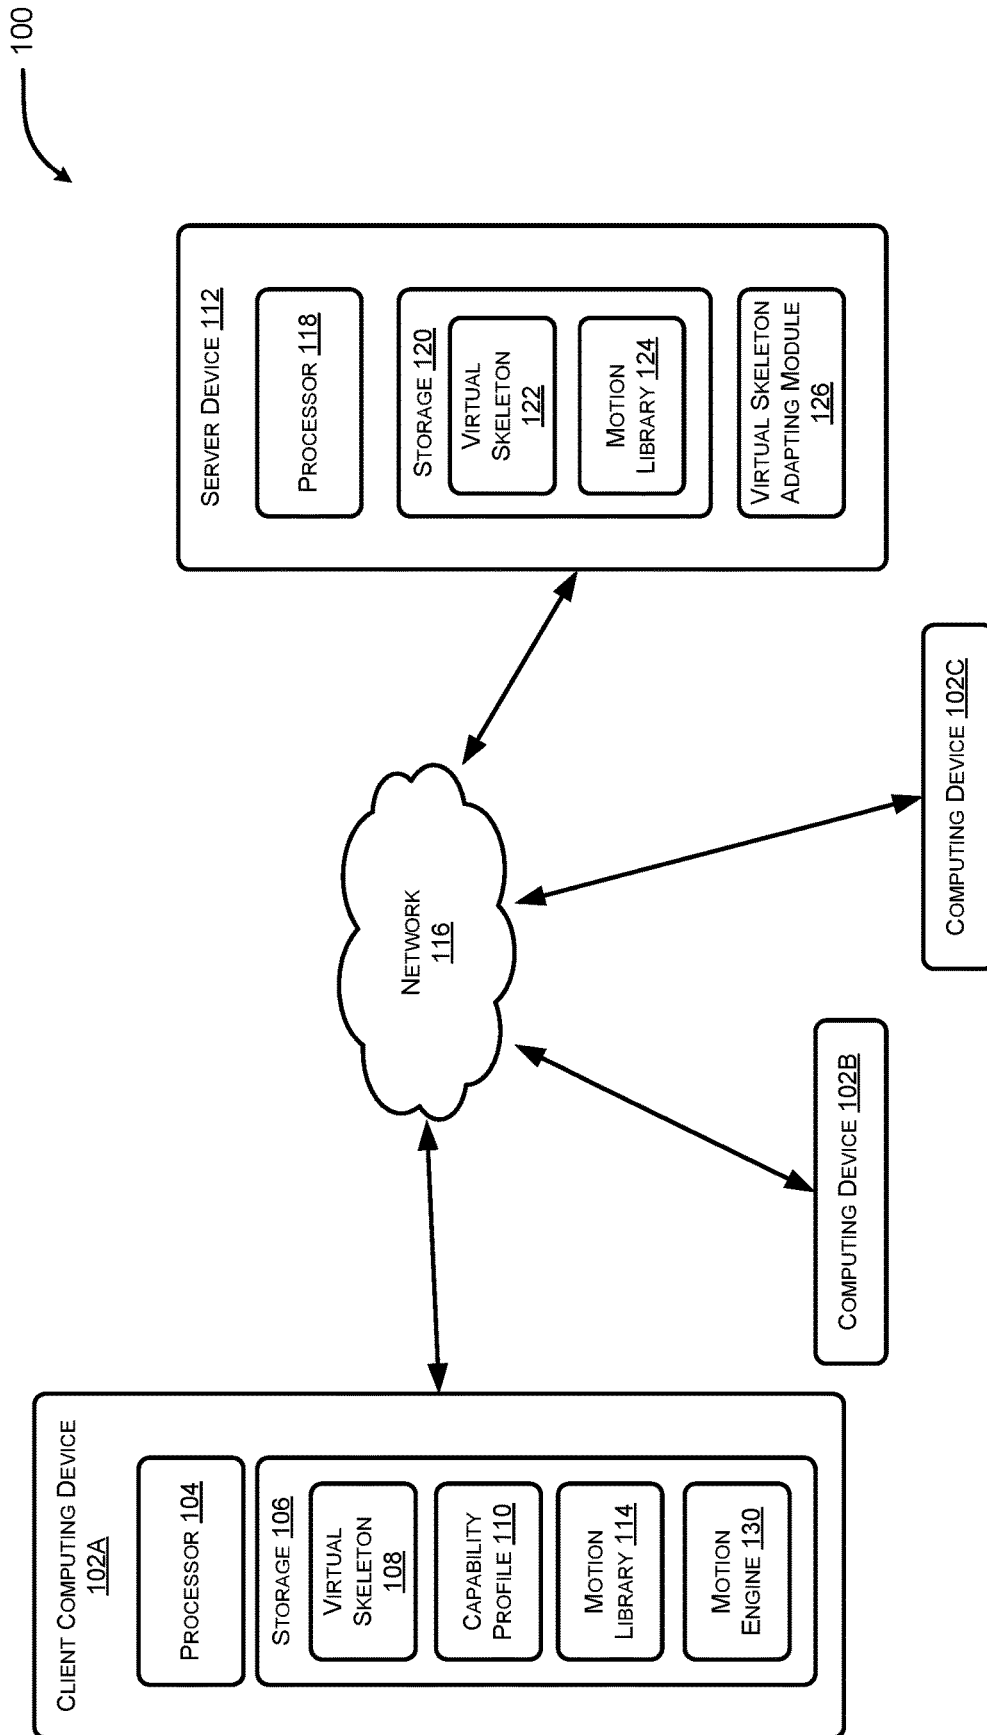 100
CLIENT COMPUTING DEVICE
102A
PROCESSOR 104
STORAGE 106
VIRTUAL
SKELETON
108
CAPABILITY
PROFILE 110
MOTION
LIBRARY 114
MOTION
ENGINE 130
NETWORK
116
SERVER DEVICE 112
PROCESSOR 118
STORAGE 120
VIRTUAL
SKELETON
122
MOTION
LIBRARY 124
VIRTUAL SKELETON
ADAPTING MODULE
126
COMPUTING DEVICE 102B
COMPUTING DEVICE 102C